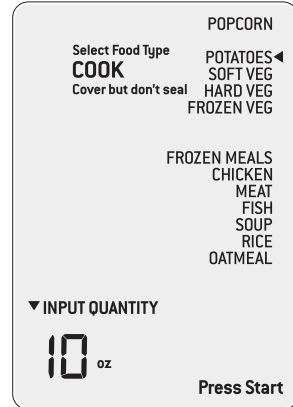 POPCORN
Select Food Type
POTATOES
COOK
SOFT VEG
Cover but don't seal
HARD VEG
FROZEN VEG
FROZEN MEALS
CHICKEN
MEAT
FISH
SOUP
RICE
OATMEAL
INPUT QUANTITY
10 oz
Press Start